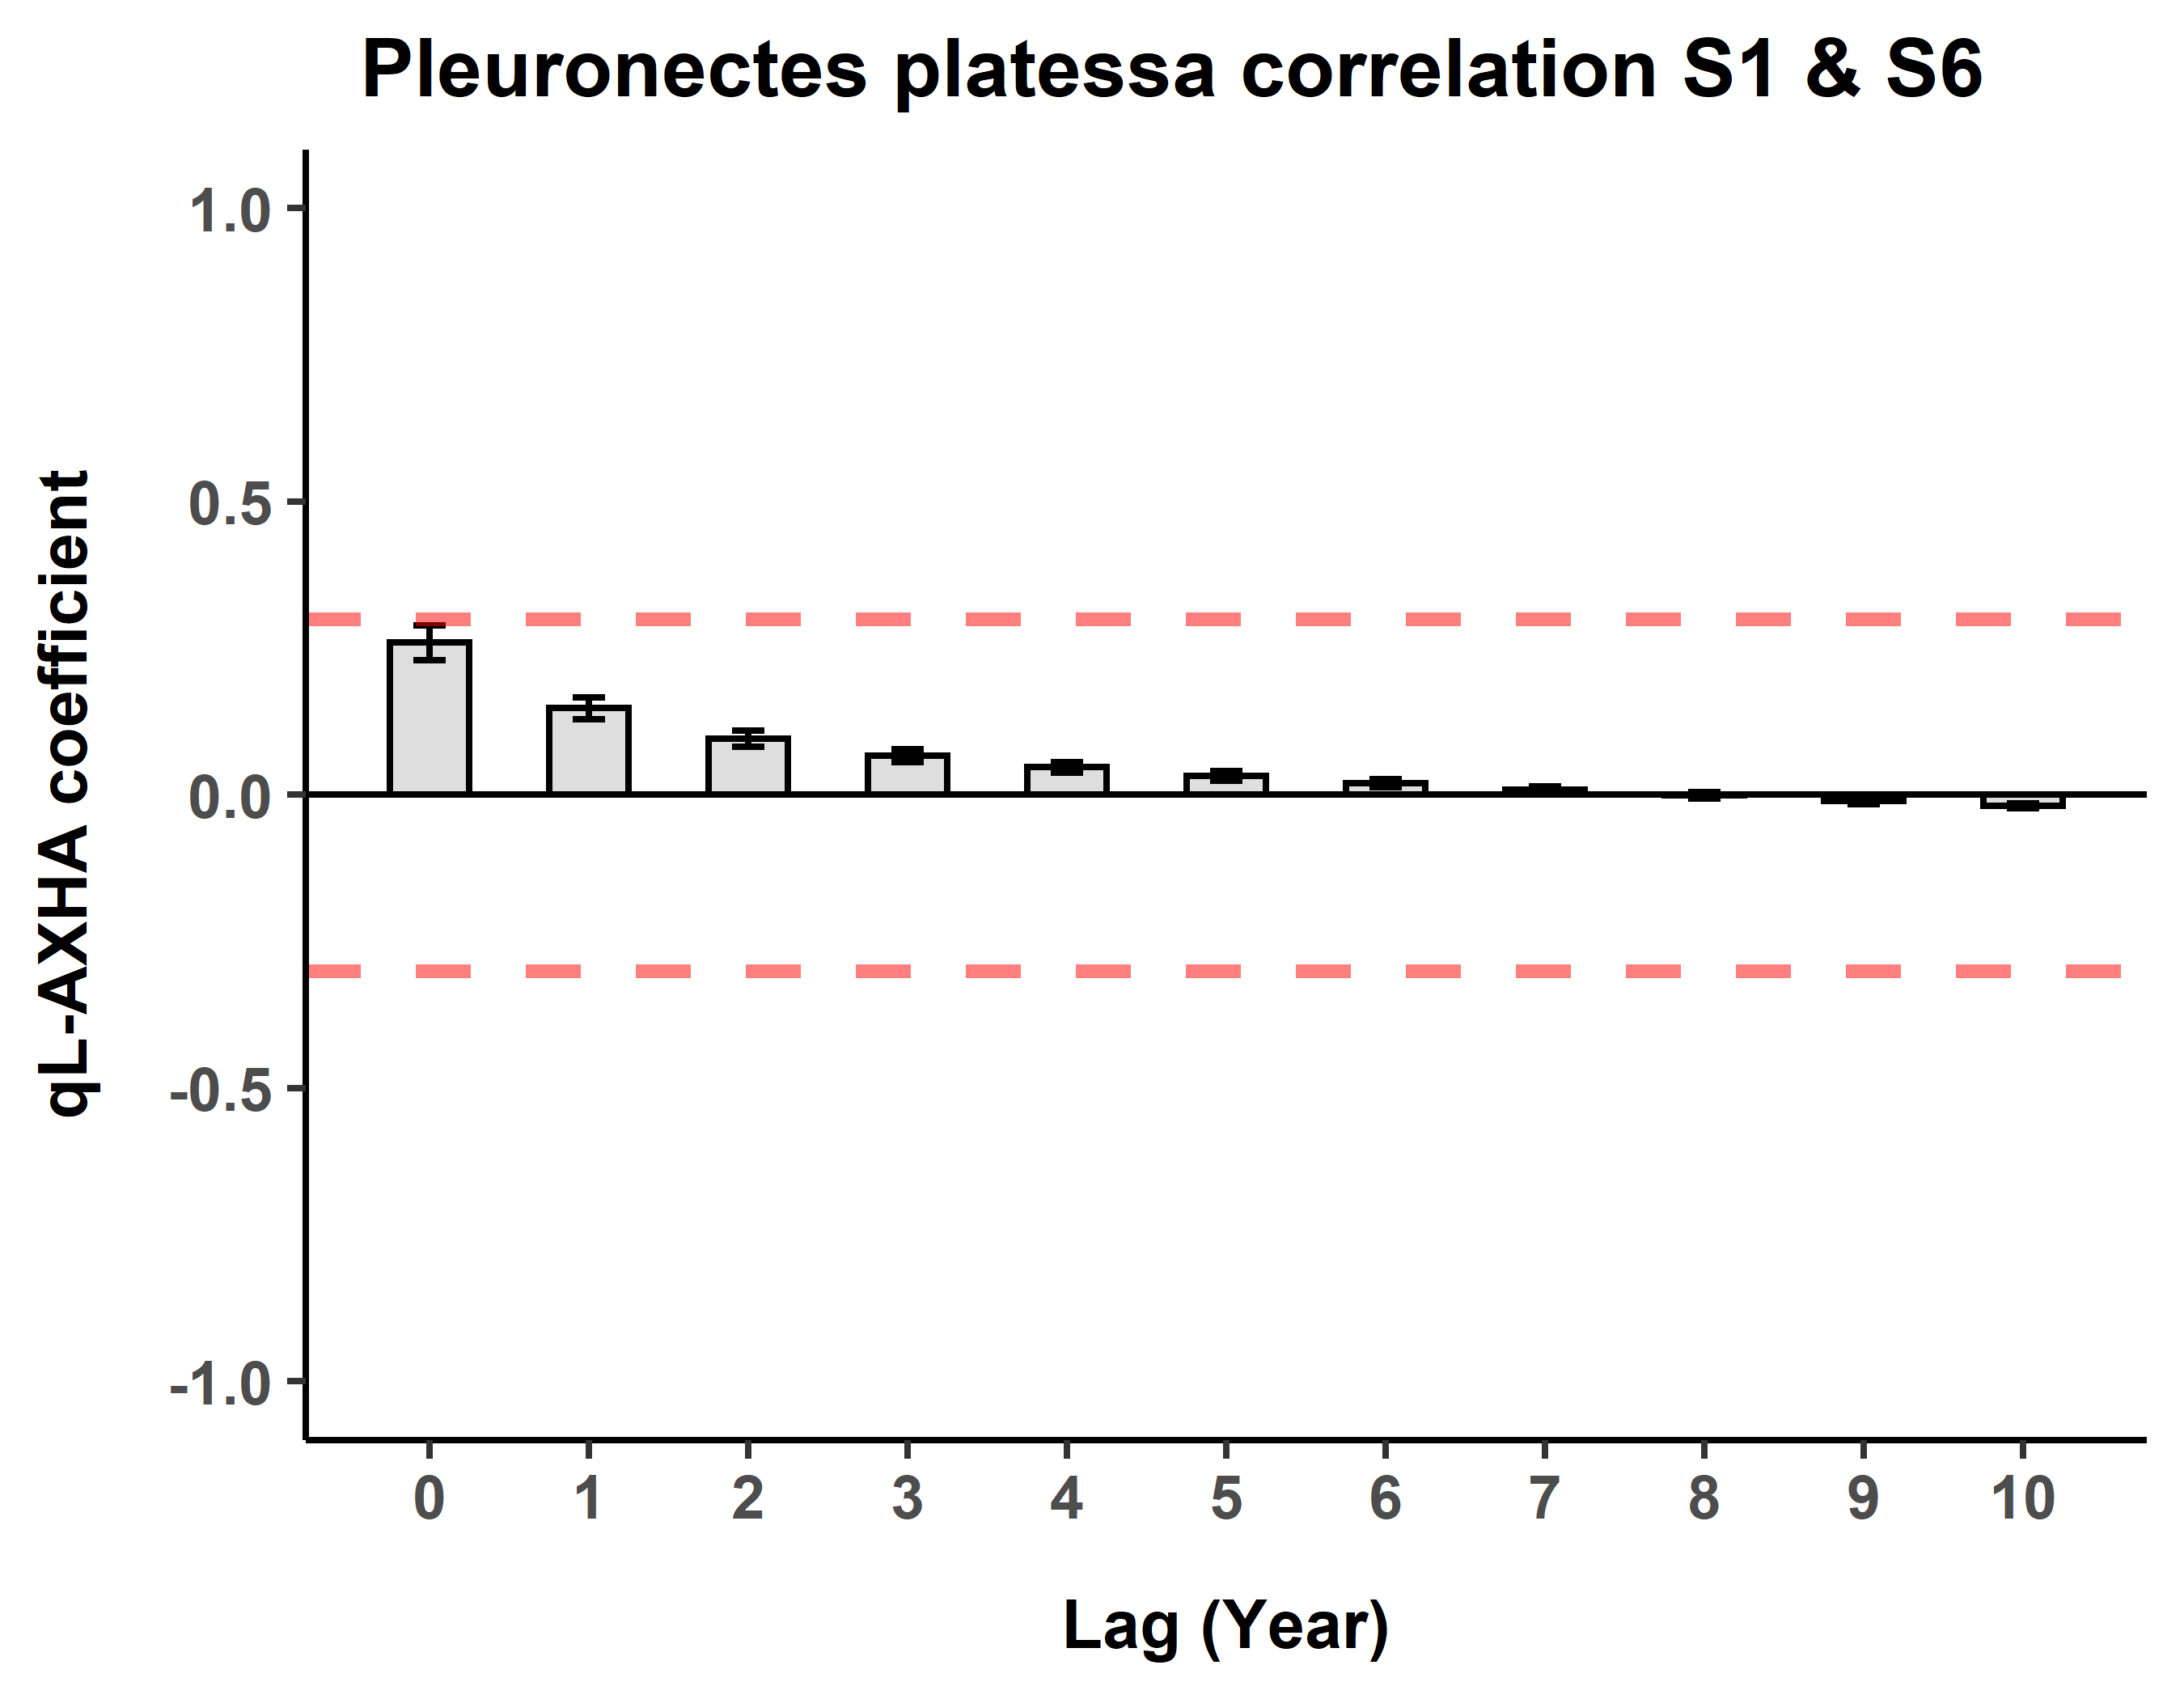 Pleuronectes platessa correlation S1 & S6
qL-AXHA coefficient
1.0
0.5
0.0
-0.5
-1.0
0 1 2 3 4 5 6 7 8 9 10
Lag (Year)